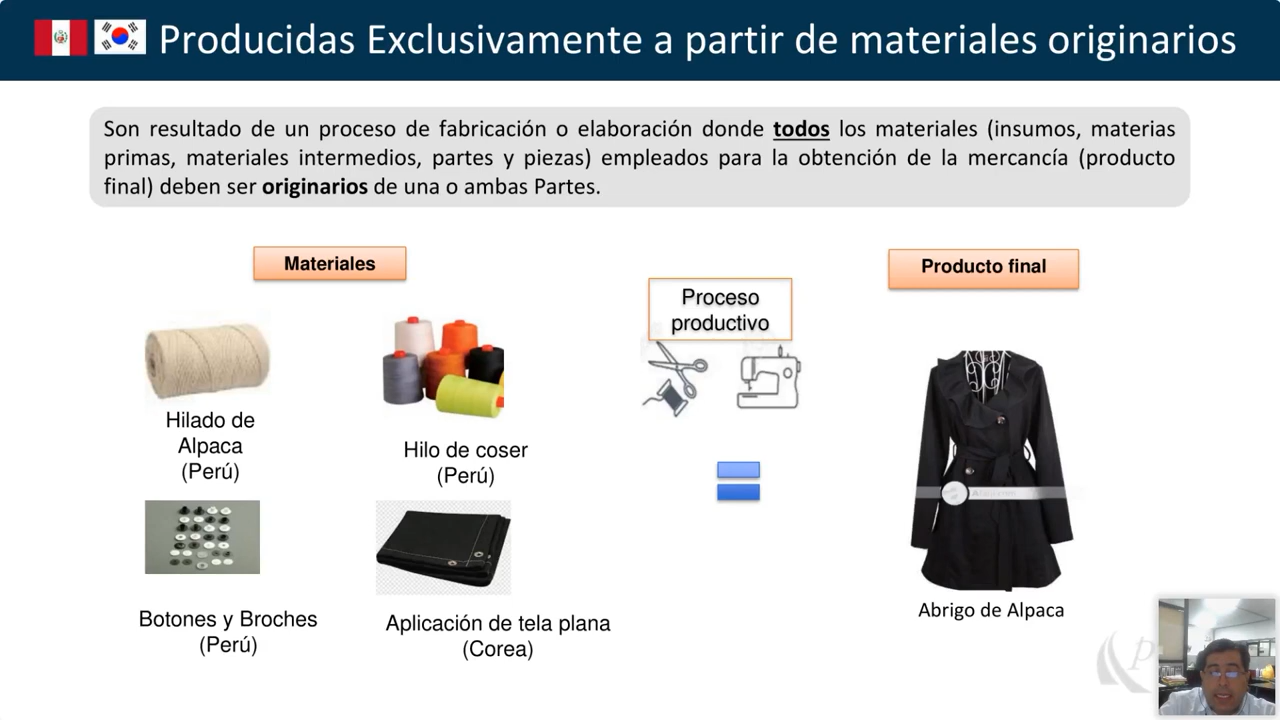 Producidas Exclusivamente a partir de materiales originarios
Son resultado de un proceso de fabricación o elaboración donde todos los materiales (insumos, materias
primas, materiales intermedios, partes y piezas) empleados para la obtención de la mercancía (producto
final) deben ser originarios de una o ambas Partes.
Materiales
Producto final
Proceso
productivo
Hilado de
Alpaca
(Perú)
Hilo de coser
(Perú)
Botones y Broches
(Perú)
Aplicación de tela plana
(Corea)
Abrigo de Alpaca